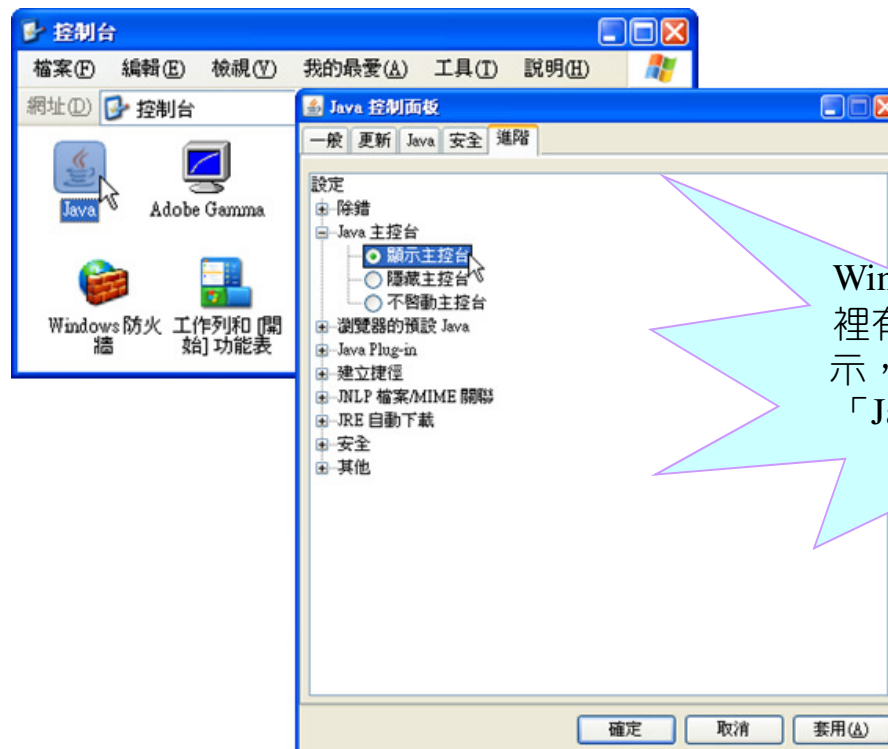 控制台
檔案(F) 編輯(E) 檢視(V) 我的最愛(A) 工具(T) 說明(H)
網址(D) 控制台
Java
Adobe Gamma
Windows 防火牆
工作列和 [開始] 功能表
Java 控制面板
一般 更新 Java 安全 進階
設定
除錯
Java 主控台
顯示主控台
隱藏主控台
不啟動主控台
瀏覽器的預設 Java
Java Plug-in
建立捷徑
JNLP 檔案/MIME 關聯
JRE 自動下載
安全
其他
確定 取消 套用(A)
裡有
示，